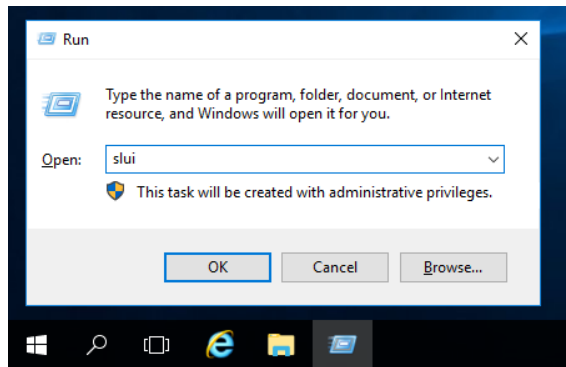 Run
Type the name of a program, folder, document, or Internet
resource, and Windows will open it for you.
Open: slui
This task will be created with administrative privileges.
OK Cancel Browse...